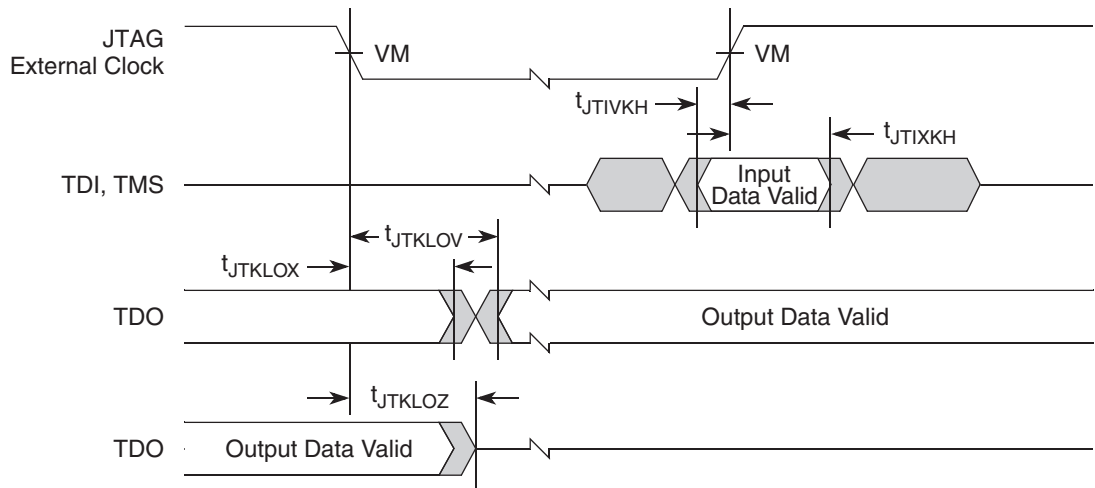 JTAG
External Clock
VM
VM
tJTIVKH
tJTIXKH
TDI, TMS
Input
Data Valid
tJTKLOV
tJTKLOX
TDO
Output Data Valid
tJTKLOZ
TDO
Output Data Valid